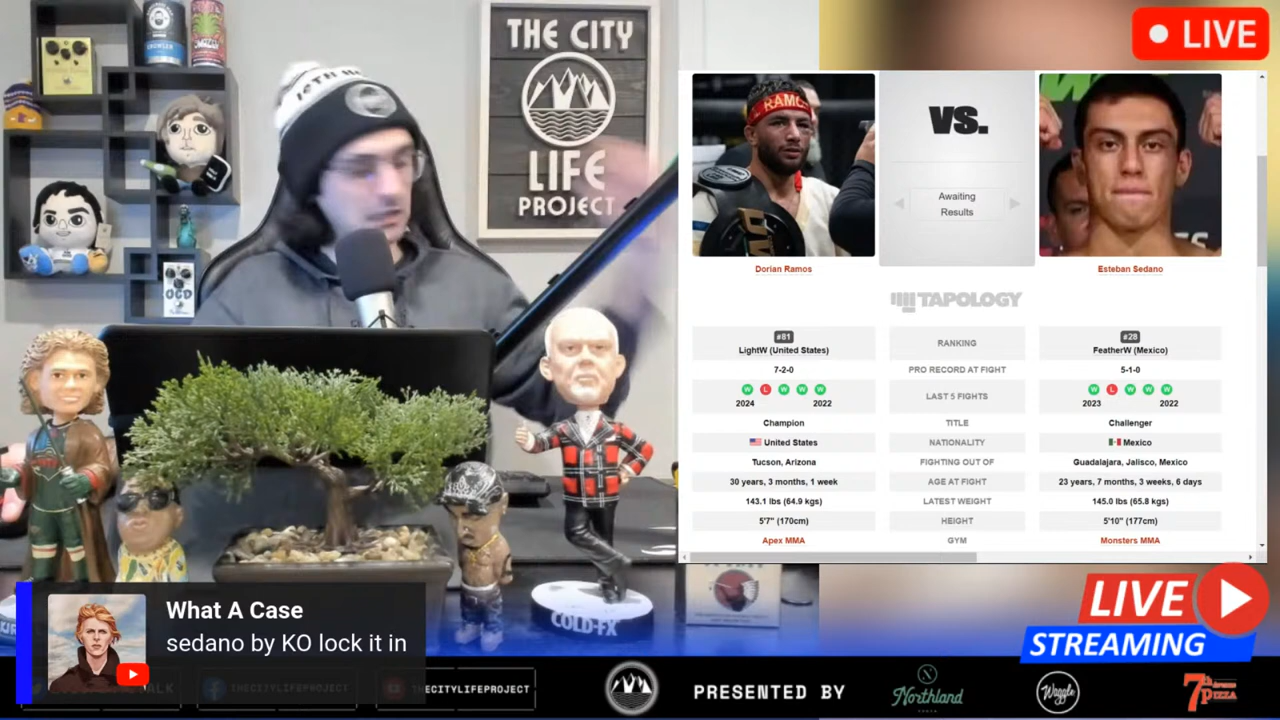 LIVE
THE CITY
LIFE
PROJECT
OCD
RAMOS
VS.
Awaiting
Results
Dorian Ramos
Esteban Sedano
TAPOLOGY
#81
LightW (United States)
RANKING
#28
FeatherW (Mexico)
7-2-0
PRO RECORD AT FIGHT
5-1-0
W L W W W
2024 2022
LAST 5 FIGHTS
W L W W W
2023 2022
Champion
TITLE
Challenger
United States
NATIONALITY
Mexico
Tucson, Arizona
FIGHTING OUT OF
Guadalajara, Jalisco, Mexico
30 years, 3 months, 1 week
AGE AT FIGHT
23 years, 7 months, 3 weeks, 6 days
143.1 lbs (64.9 kgs)
LATEST WEIGHT
145.0 lbs (65.8 kgs)
5'7" (170cm)
HEIGHT
5'10" (177cm)
Apex MMA
GYM
Monsters MMA
COLD-FX
What A Case
sedano by KO lock it in
LIVE
STREAMING
THECITYLIFEPROJECT
THECITYLIFEPROJECT
PRESENTED BY
Northland
Waggle
7th
PIZZA